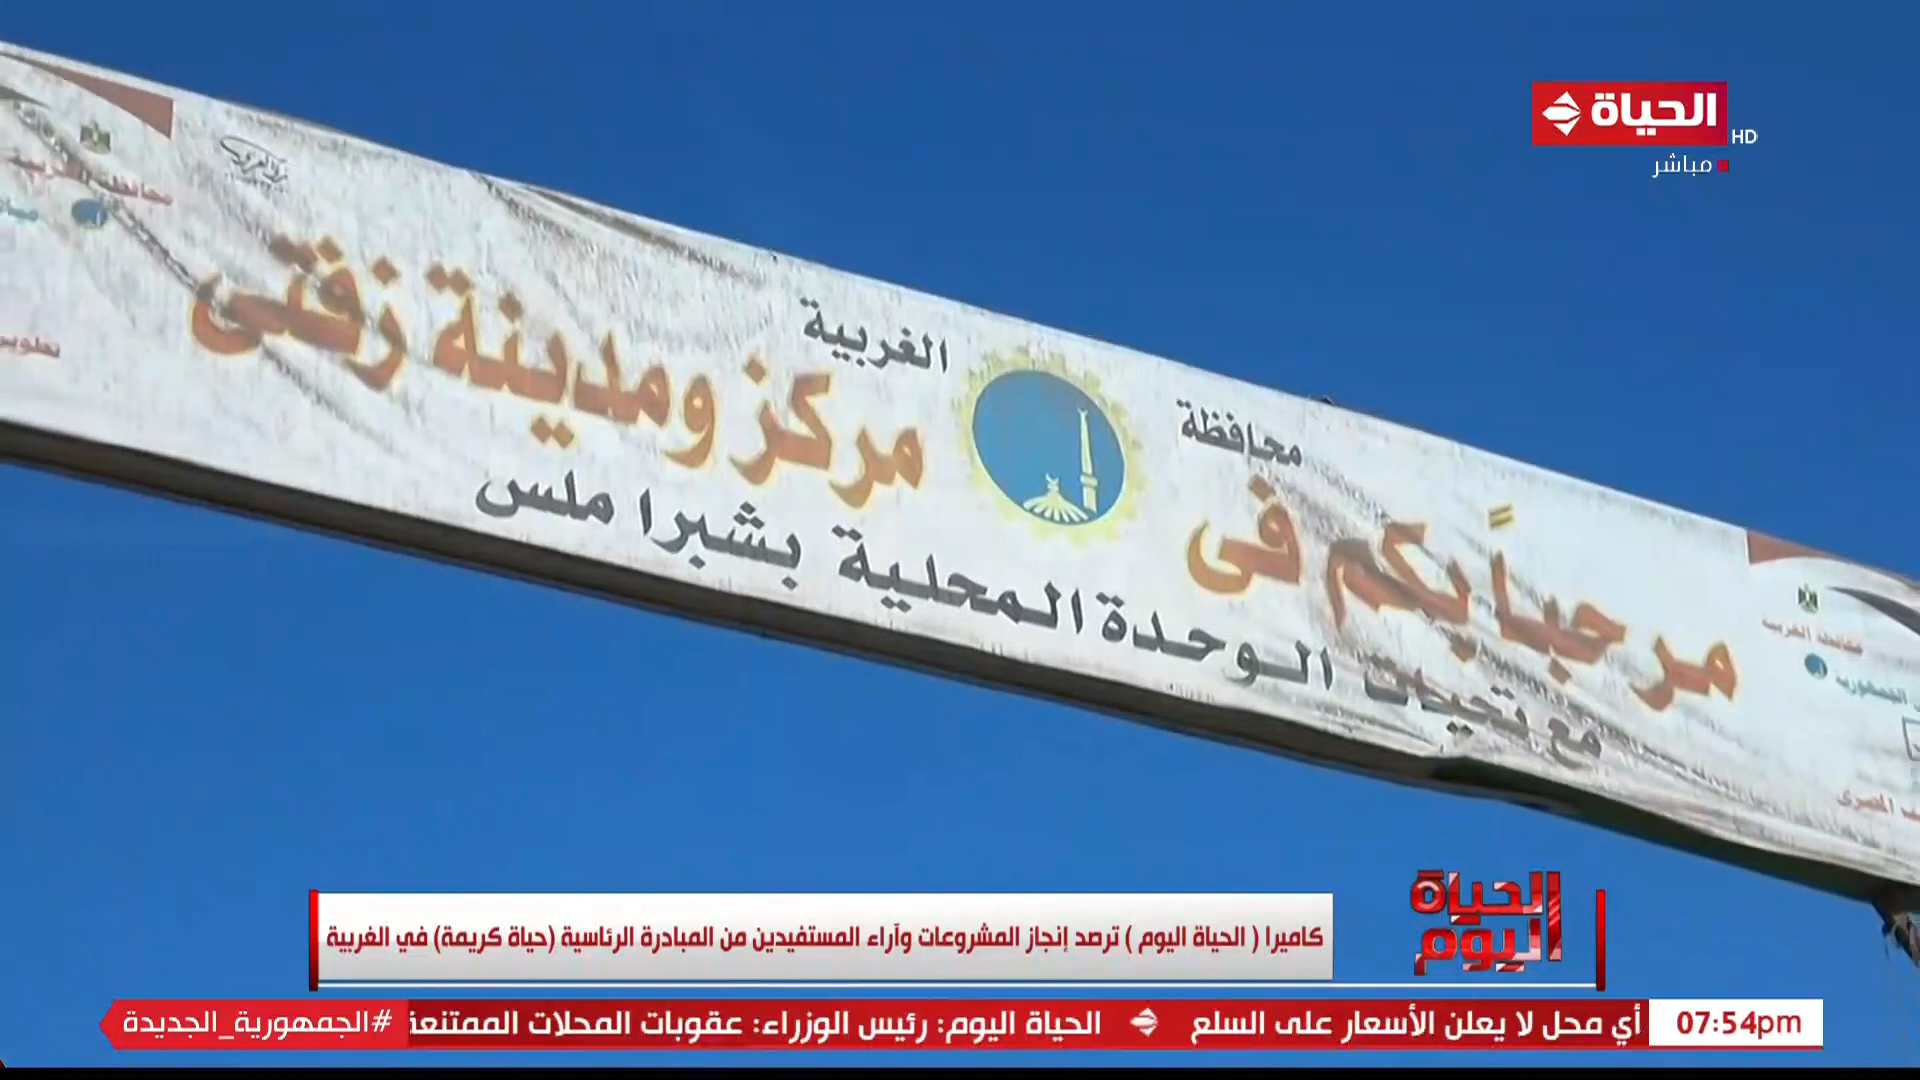 الحياة
HD
مباشر
محافظة الغربية
مرحباً بكم فى مركز ومدينة زفتى
مع تحيات الوحدة المحلية بشبرا ملس
محافظة الغربية
الحياة اليوم
كاميرا ( الحياة اليوم ) ترصد إنجاز المشروعات وآراء المستفيدين من المبادرة الرئاسية (حياة كريمة) في الغربية
07:54pm
أي محل لا يعلن الأسعار على السلع
الحياة اليوم: رئيس الوزراء: عقوبات المحلات الممتنعة
#الجمهورية_الجديدة